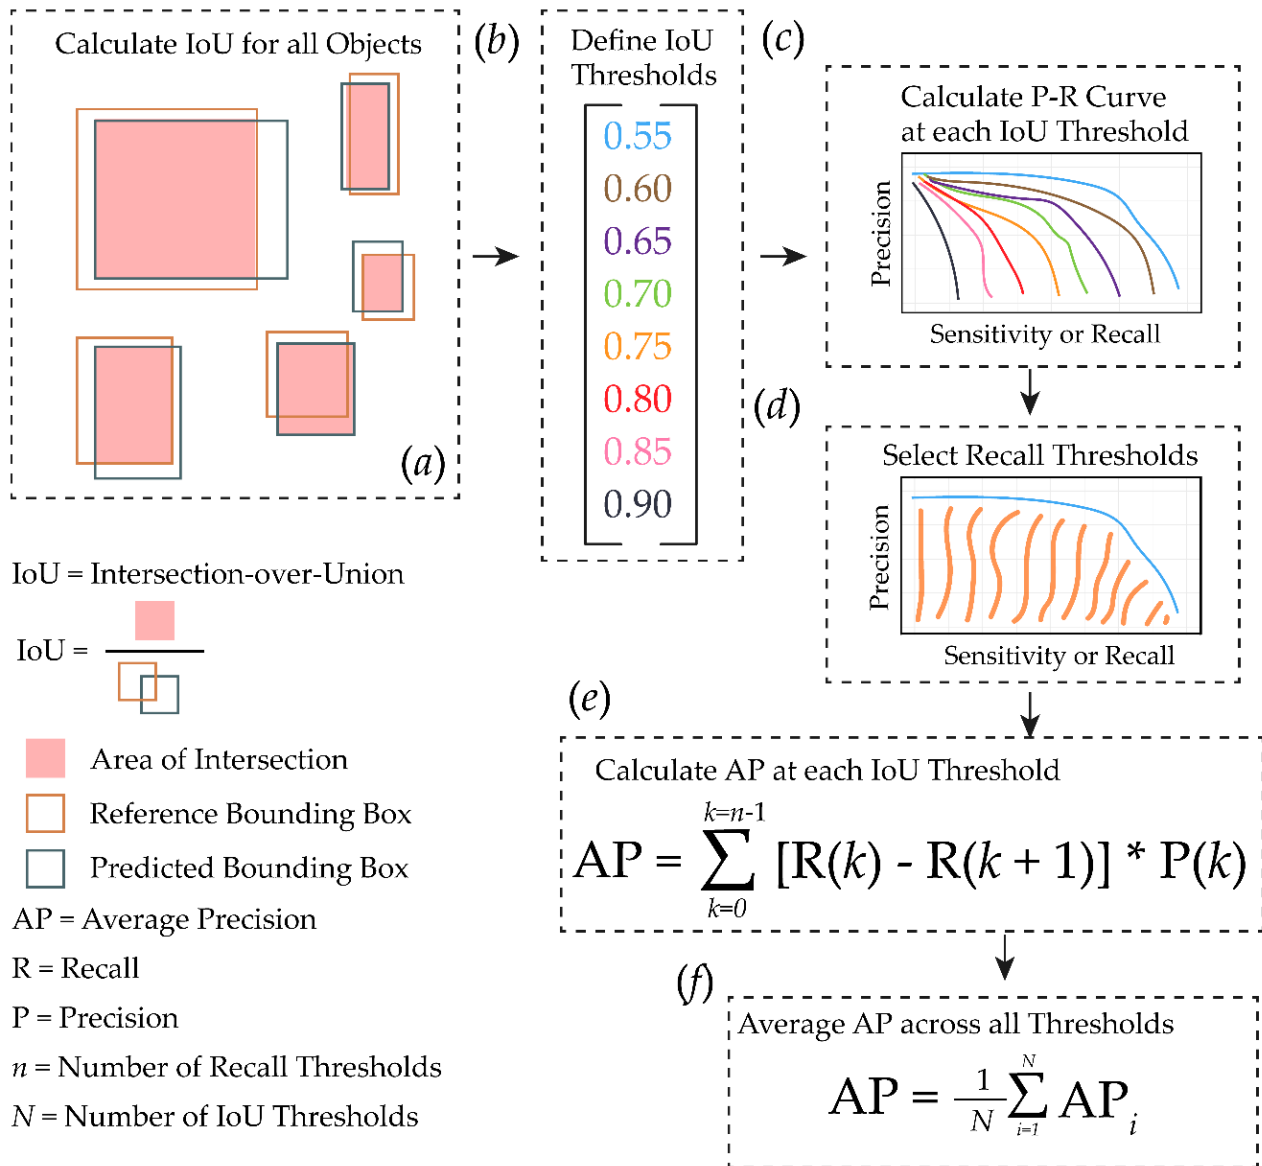 Calculate IoU for all Objects
(a)
(b)
Define IoU
Thresholds
0.55
0.60
0.65
0.70
0.75
0.80
0.85
0.90
(c)
Calculate P-R Curve
at each IoU Threshold
Precision
Sensitivity or Recall
(d)
Select Recall Thresholds
Precision
Sensitivity or Recall
IoU = Intersection-over-Union
IoU =
Area of Intersection
Reference Bounding Box
Predicted Bounding Box
AP = Average Precision
R = Recall
P = Precision
n = Number of Recall Thresholds
N = Number of IoU Thresholds
(e)
Calculate AP at each IoU Threshold
k=n-1
AP = ∑ [R(k) - R(k + 1)] * P(k)
k=0
(f)
Average AP across all Thresholds
AP = 1/N ∑ i=1 N APi